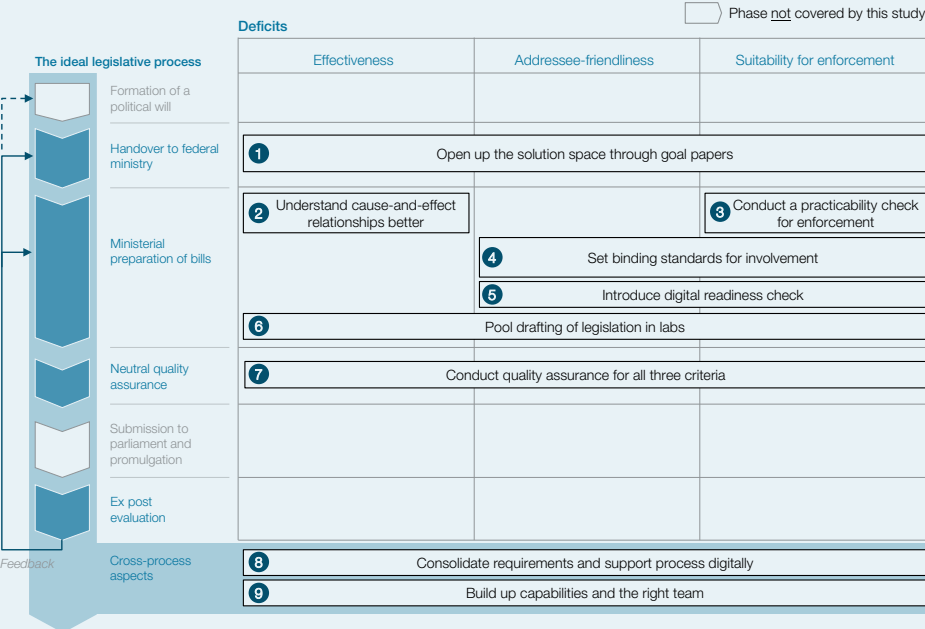 Phase not covered by this study
Deficits
The ideal legislative process
Effectiveness
Addressee-friendliness
Suitability for enforcement
Formation of a
political will
Handover to federal
ministry
1
Open up the solution space through goal papers
Ministerial
preparation of bills
2
Understand cause-and-effect
relationships better
3
Conduct a practicability check
for enforcement
4
Set binding standards for involvement
5
Introduce digital readiness check
6
Pool drafting of legislation in labs
Neutral quality
assurance
7
Conduct quality assurance for all three criteria
Submission to
parliament and
promulgation
Ex post
evaluation
Feedback
Cross-process
aspects
8
Consolidate requirements and support process digitally
9
Build up capabilities and the right team